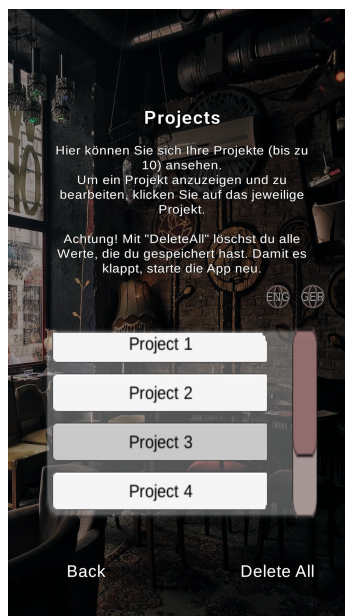 Projects
Hier können Sie sich Ihre Projekte (bis zu
10) ansehen.
Um ein Projekt anzuzeigen und zu
bearbeiten, klicken Sie auf das jeweilige
Projekt.
Achtung! Mit "DeleteAll" löschst du alle
Werte, die du gespeichert hast. Damit es
klappt, starte die App neu.
ENG GER
Project 1
Project 2
Project 3
Project 4
Back Delete All